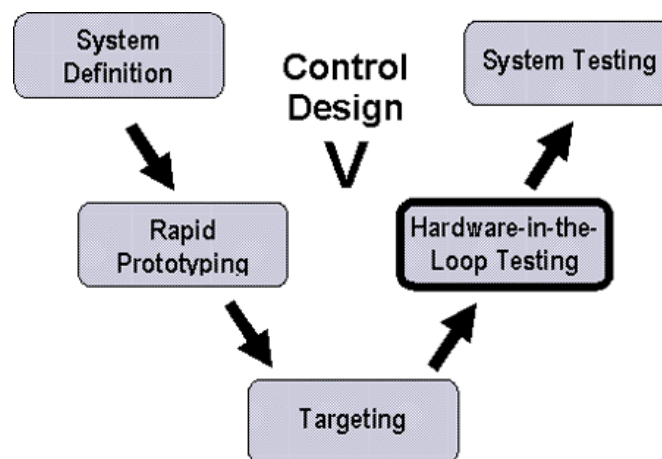 System
Definition
Control
Design
V
System Testing
Rapid
Prototyping
Hardware-in-the-
Loop Testing
Targeting